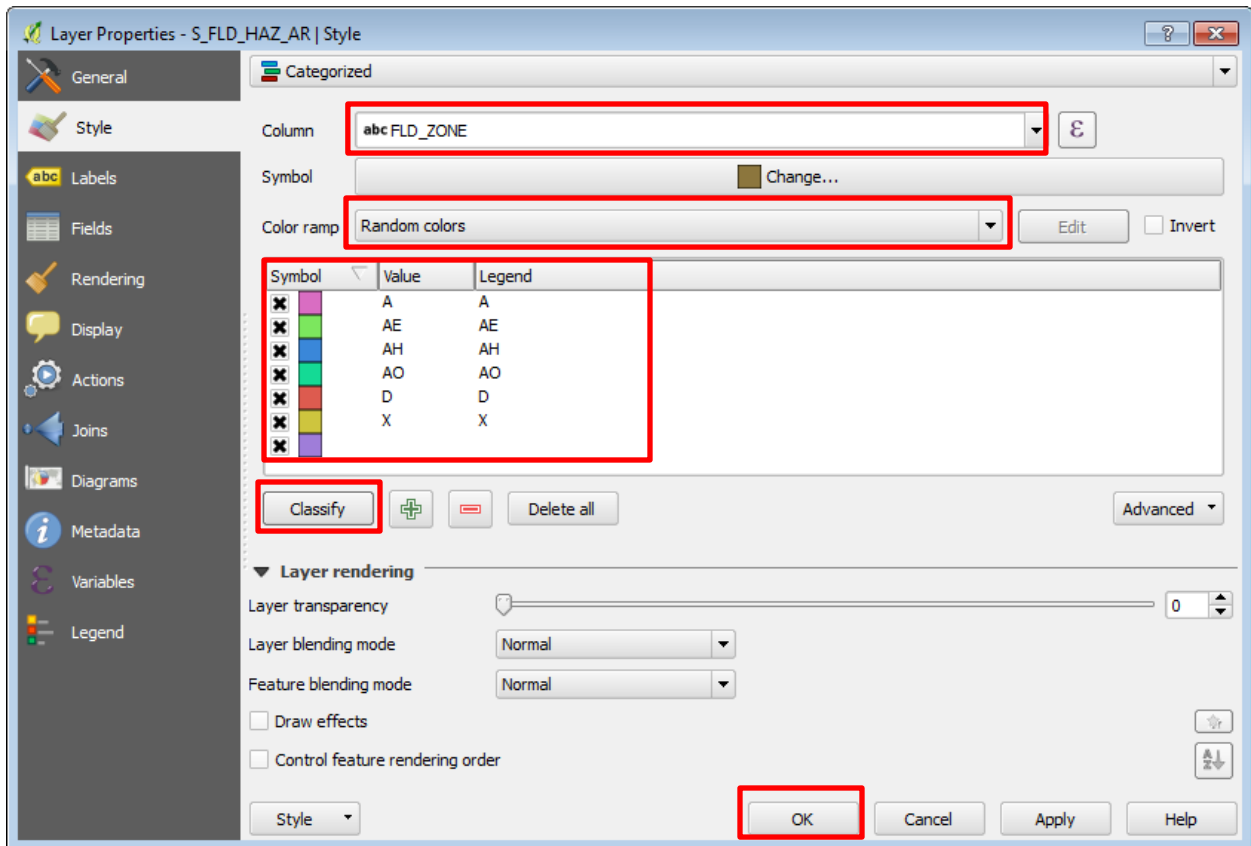 Layer Properties - S_FLD_HAZ_AR | Style
General
Style
abc Labels
Fields
Rendering
Display
Actions
Joins
Diagrams
Metadata
Variables
Legend
Categorized
Column abc FLD_ZONE ε
Symbol Change...
Color ramp Random colors Edit Invert
Symbol Value Legend
A A
AE AE
AH AH
AO AO
D D
X X
Classify Delete all Advanced
Layer rendering
Layer transparency 0
Layer blending mode Normal
Feature blending mode Normal
Draw effects
Control feature rendering order
Style OK Cancel Apply Help